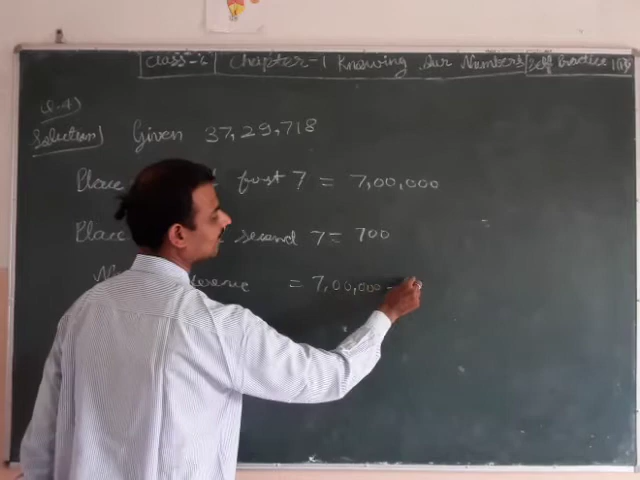 Class-6 Chapter-1 Knowing Our Numbers Self Practice 1(B)
Q.4)
Solution) Given 37,29,718
Place first 7 = 7,00,000
Place second 7 = 700
= 7,00,000 -